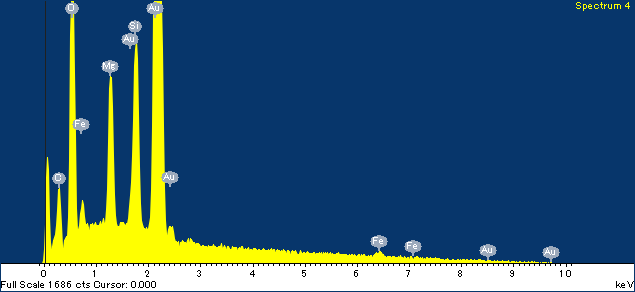 Spectrum 4
O Au
Si
Au
Mg
Fe
C Au
Fe Fe Au Au
0 1 2 3 4 5 6 7 8 9 10
Full Scale 1686 cts Cursor: 0.000 keV